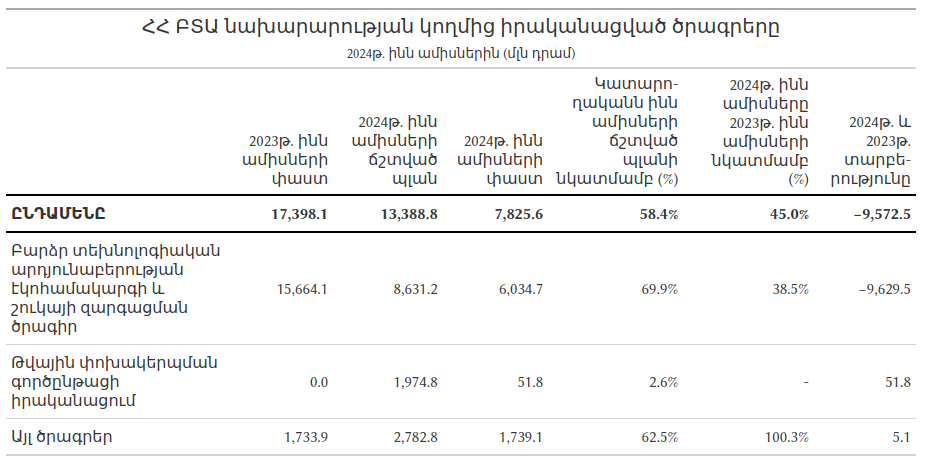 ՀՀ ԲՏԱ նախարարության կողմից իրականացված ծրագրերը
2024թ. ինն ամիսներին (մլն դրամ)
2023թ. ինն
ամիսների
փաստ
2024թ. ինն
ամիսների
ճշտված
պլան
2024թ. ինն
ամիսների
փաստ
Կատարո-
ղականն ինն
ամիսների
ճշտված
պլանի
նկատմամբ (%)
2024թ. ինն
ամիսները
2023թ. ինն
ամիսների
նկատմամբ
(%)
2024թ. և
2023թ.
տարբե-
րությունը
ԸՆԴԱՄԵՆԸ 17,398.1 13,388.8 7,825.6 58.4% 45.0% −9,572.5
Բարձր տեխնոլոգիական
արդյունաբերության
էկոհամակարգի և
շուկայի զարգացման
ծրագիր
15,664.1 8,631.2 6,034.7 69.9% 38.5% −9,629.5
Թվային փոխակերպման
գործընթացի
իրականացում
0.0 1,974.8 51.8 2.6% - 51.8
Այլ ծրագրեր 1,733.9 2,782.8 1,739.1 62.5% 100.3% 5.1